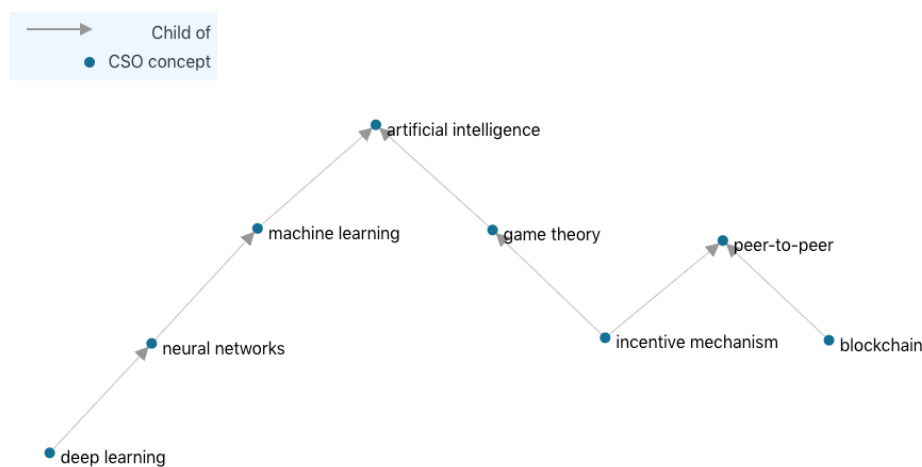 Child of
CSO concept
artificial intelligence
machine learning
game theory
peer-to-peer
neural networks
incentive mechanism
blockchain
deep learning